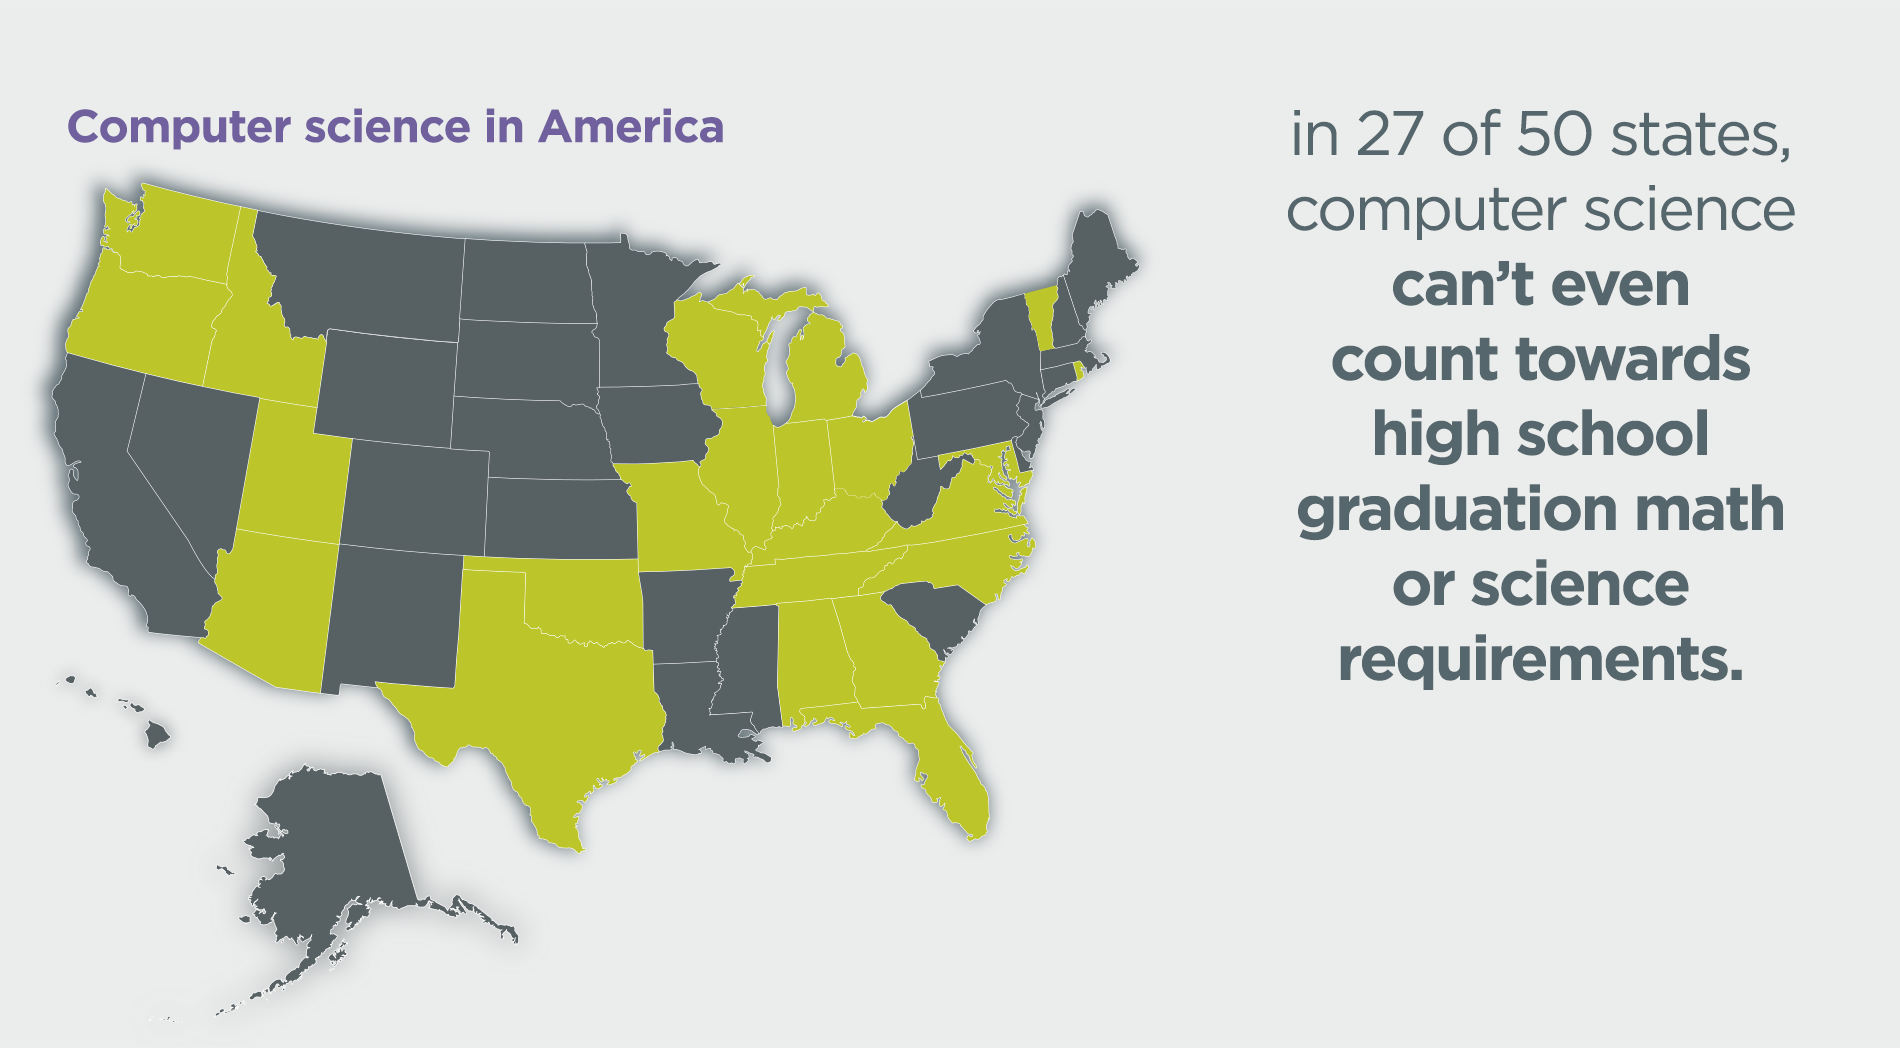 Computer science in America
in 27 of 50 states,
computer science
can’t even
count towards
high school
graduation math
or science
requirements.